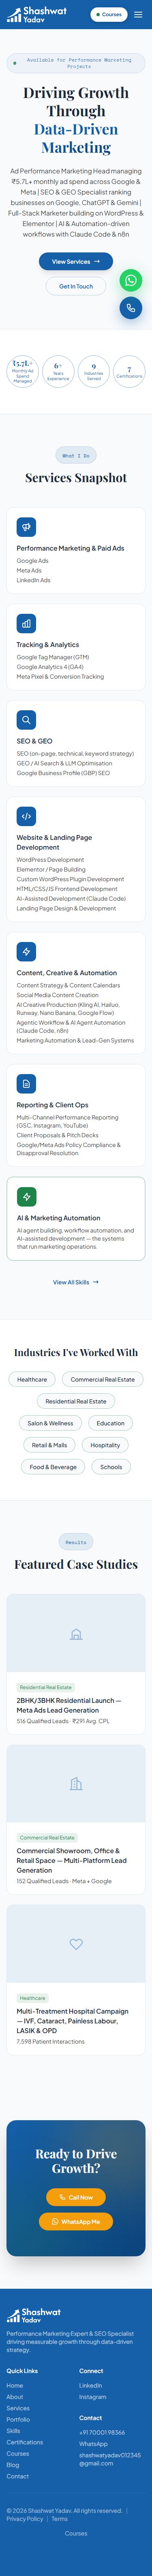 Shashwat
Yadav
Courses
Available for Performance Marketing
Projects
Driving Growth
Through
Data-Driven
Marketing
Ad Performance Marketing Head managing
₹5.7L+ monthly ad spend across Google &
Meta | SEO & GEO Specialist ranking
businesses on Google, ChatGPT & Gemini |
Full-Stack Marketer building on WordPress &
Elementor | AI & Automation-driven
workflows with Claude Code & n8n
View Services →
Get In Touch
₹5.7L+
Monthly Ad
Spend
Managed
6+
Years
Experience
9
Industries
Served
7
Certifications
What I Do
Services Snapshot
Performance Marketing & Paid Ads
Google Ads
Meta Ads
LinkedIn Ads
Tracking & Analytics
Google Tag Manager (GTM)
Google Analytics 4 (GA4)
Meta Pixel & Conversion Tracking
SEO & GEO
SEO (on-page, technical, keyword strategy)
GEO / AI Search & LLM Optimisation
Google Business Profile (GBP) SEO
Website & Landing Page
Development
WordPress Development
Elementor / Page Building
Custom WordPress Plugin Development
HTML/CSS/JS Frontend Development
AI-Assisted Development (Claude Code)
Landing Page Design & Development
Content, Creative & Automation
Content Strategy & Content Calendars
Social Media Content Creation
AI Creative Production (Kling AI, Hailuo,
Runway, Nano Banana, Google Flow)
Agentic Workflow & AI Agent Automation
(Claude Code, n8n)
Marketing Automation & Lead-Gen Systems
Reporting & Client Ops
Multi-Channel Performance Reporting
(GSC, Instagram, YouTube)
Client Proposals & Pitch Decks
Google/Meta Ads Policy Compliance &
Disapproval Resolution
AI & Marketing Automation
AI agent building, workflow automation, and
AI-assisted development — the systems
that run marketing operations.
View All Skills →
Industries I've Worked With
Healthcare
Commercial Real Estate
Residential Real Estate
Salon & Wellness
Education
Retail & Malls
Hospitality
Food & Beverage
Schools
Results
Featured Case Studies
Residential Real Estate
2BHK/3BHK Residential Launch —
Meta Ads Lead Generation
516 Qualified Leads · ₹291 Avg. CPL
Commercial Real Estate
Commercial Showroom, Office &
Retail Space — Multi-Platform Lead
Generation
152 Qualified Leads · Meta + Google
Healthcare
Multi-Treatment Hospital Campaign
— IVF, Cataract, Painless Labour,
LASIK & OPD
7,598 Patient Interactions
Ready to Drive
Growth?
Call Now
WhatsApp Me
Shashwat
Yadav
Performance Marketing Expert & SEO Specialist
driving measurable growth through data-driven
strategy.
Quick Links
Home
About
Services
Portfolio
Skills
Certifications
Courses
Blog
Contact
Connect
LinkedIn
Instagram
Contact
+91 70001 98366
WhatsApp
shashwatyadav012345
@gmail.com
© 2026 Shashwat Yadav. All rights reserved. |
Privacy Policy | Terms
Courses